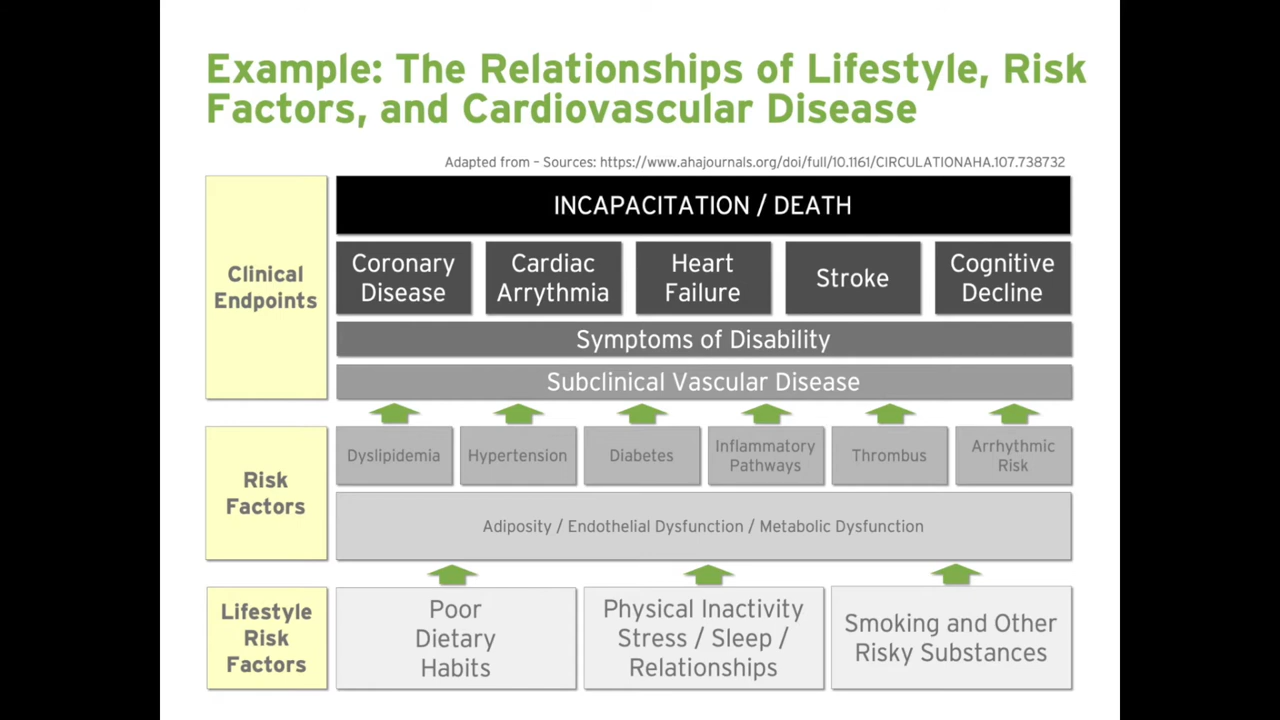 Example: The Relationships of Lifestyle, Risk
Factors, and Cardiovascular Disease
Adapted from – Sources: https://www.ahajournals.org/doi/full/10.1161/CIRCULATIONAHA.107.738732
Clinical
Endpoints
INCAPACITATION / DEATH
Coronary
Disease
Cardiac
Arrythmia
Heart
Failure
Stroke
Cognitive
Decline
Symptoms of Disability
Subclinical Vascular Disease
Risk
Factors
Dyslipidemia
Hypertension
Diabetes
Inflammatory
Pathways
Thrombus
Arrhythmic
Risk
Adiposity / Endothelial Dysfunction / Metabolic Dysfunction
Lifestyle
Risk
Factors
Poor
Dietary
Habits
Physical Inactivity
Stress / Sleep /
Relationships
Smoking and Other
Risky Substances